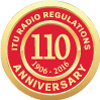 ITU RADIO REGULATIONS
110
1906 - 2016
ANNIVERSARY